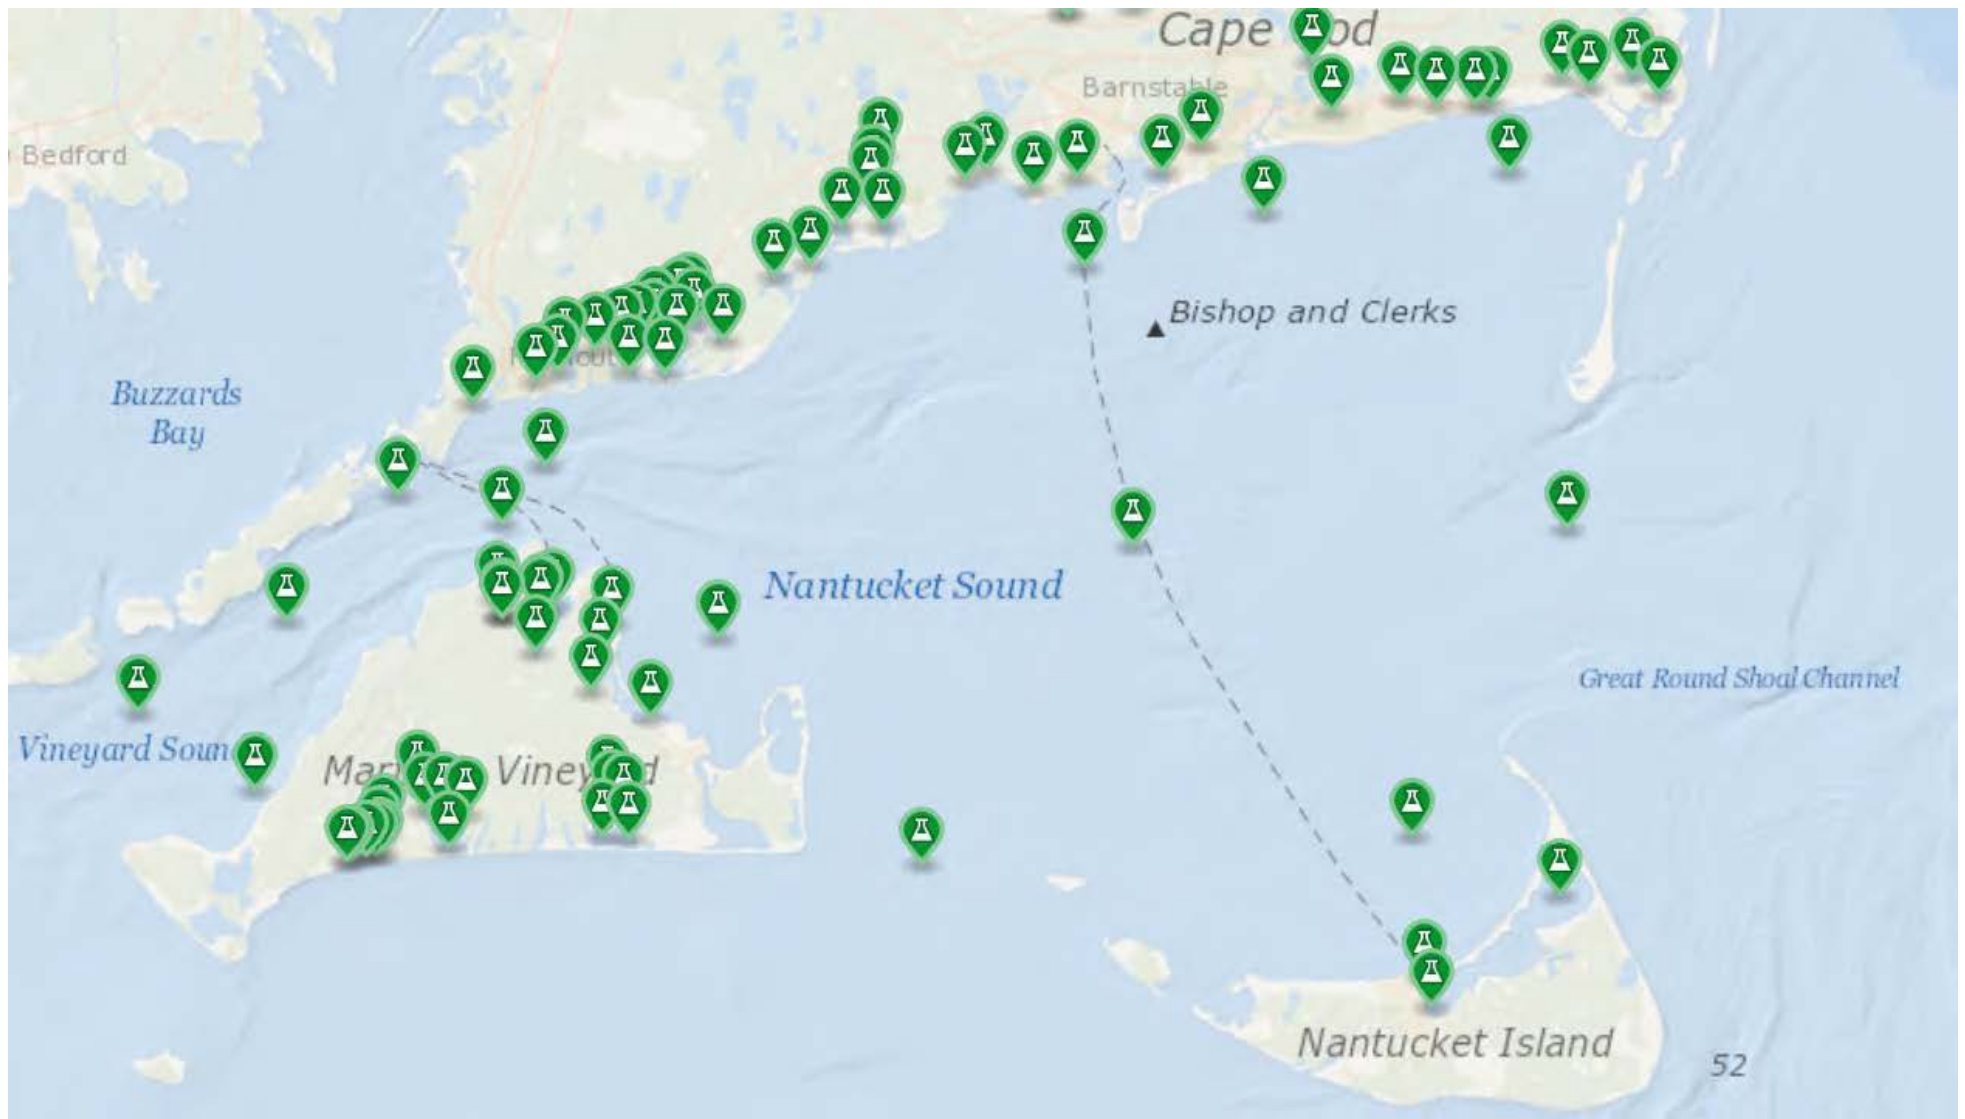 Cape
Barnstable
Bedford
Bishop and Clerks
Buzzards
Bay
Nantucket Sound
Great Round Shoal Channel
Vineyard Soun
Nantucket Island
52